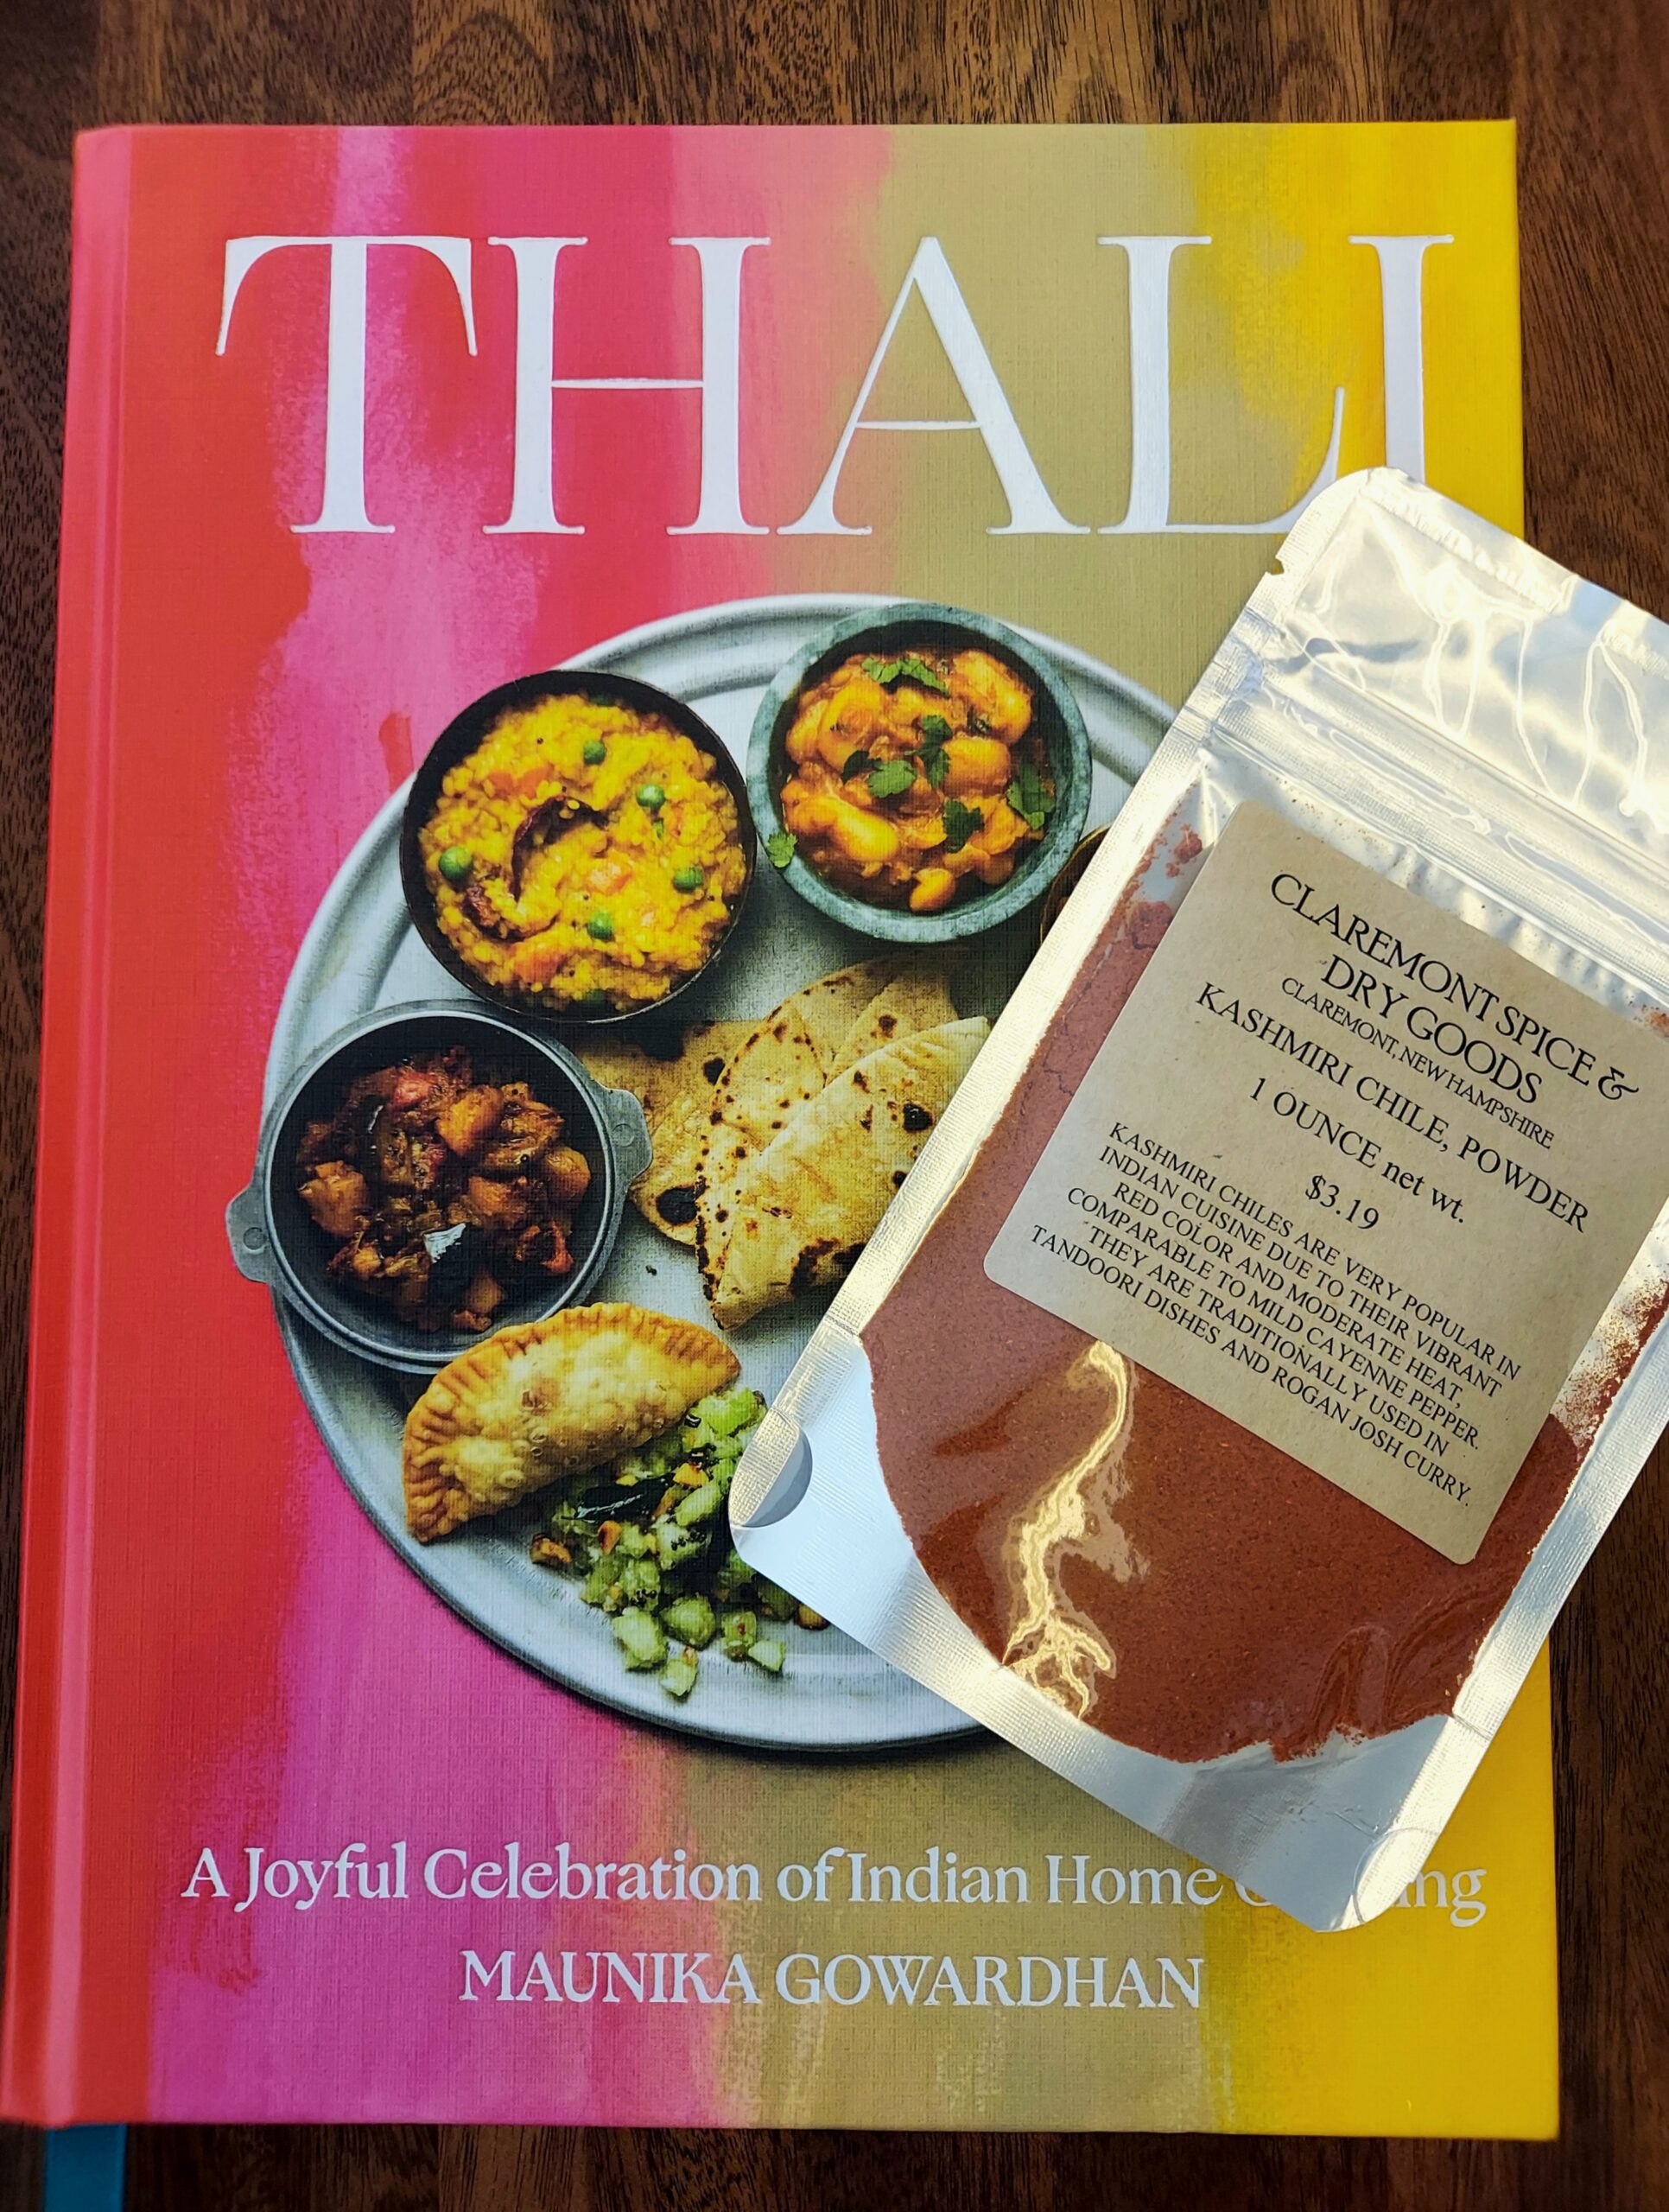 THALI
CLAREMONT SPICE &
DRY GOODS
CLAREMONT, NEW HAMPSHIRE
KASHMIRI CHILE, POWDER
1 OUNCE net wt.
$3.19
KASHMIRI CHILES ARE VERY POPULAR IN
INDIAN CUISINE DUE TO THEIR VIBRANT
RED COLOR AND MODERATE HEAT,
COMPARABLE TO MILD CAYENNE PEPPER.
THEY ARE TRADITIONALLY USED IN
TANDOORI DISHES AND ROGAN JOSH CURRY.
A Joyful Celebration of Indian Home
MAUNIKA GOWARDHAN